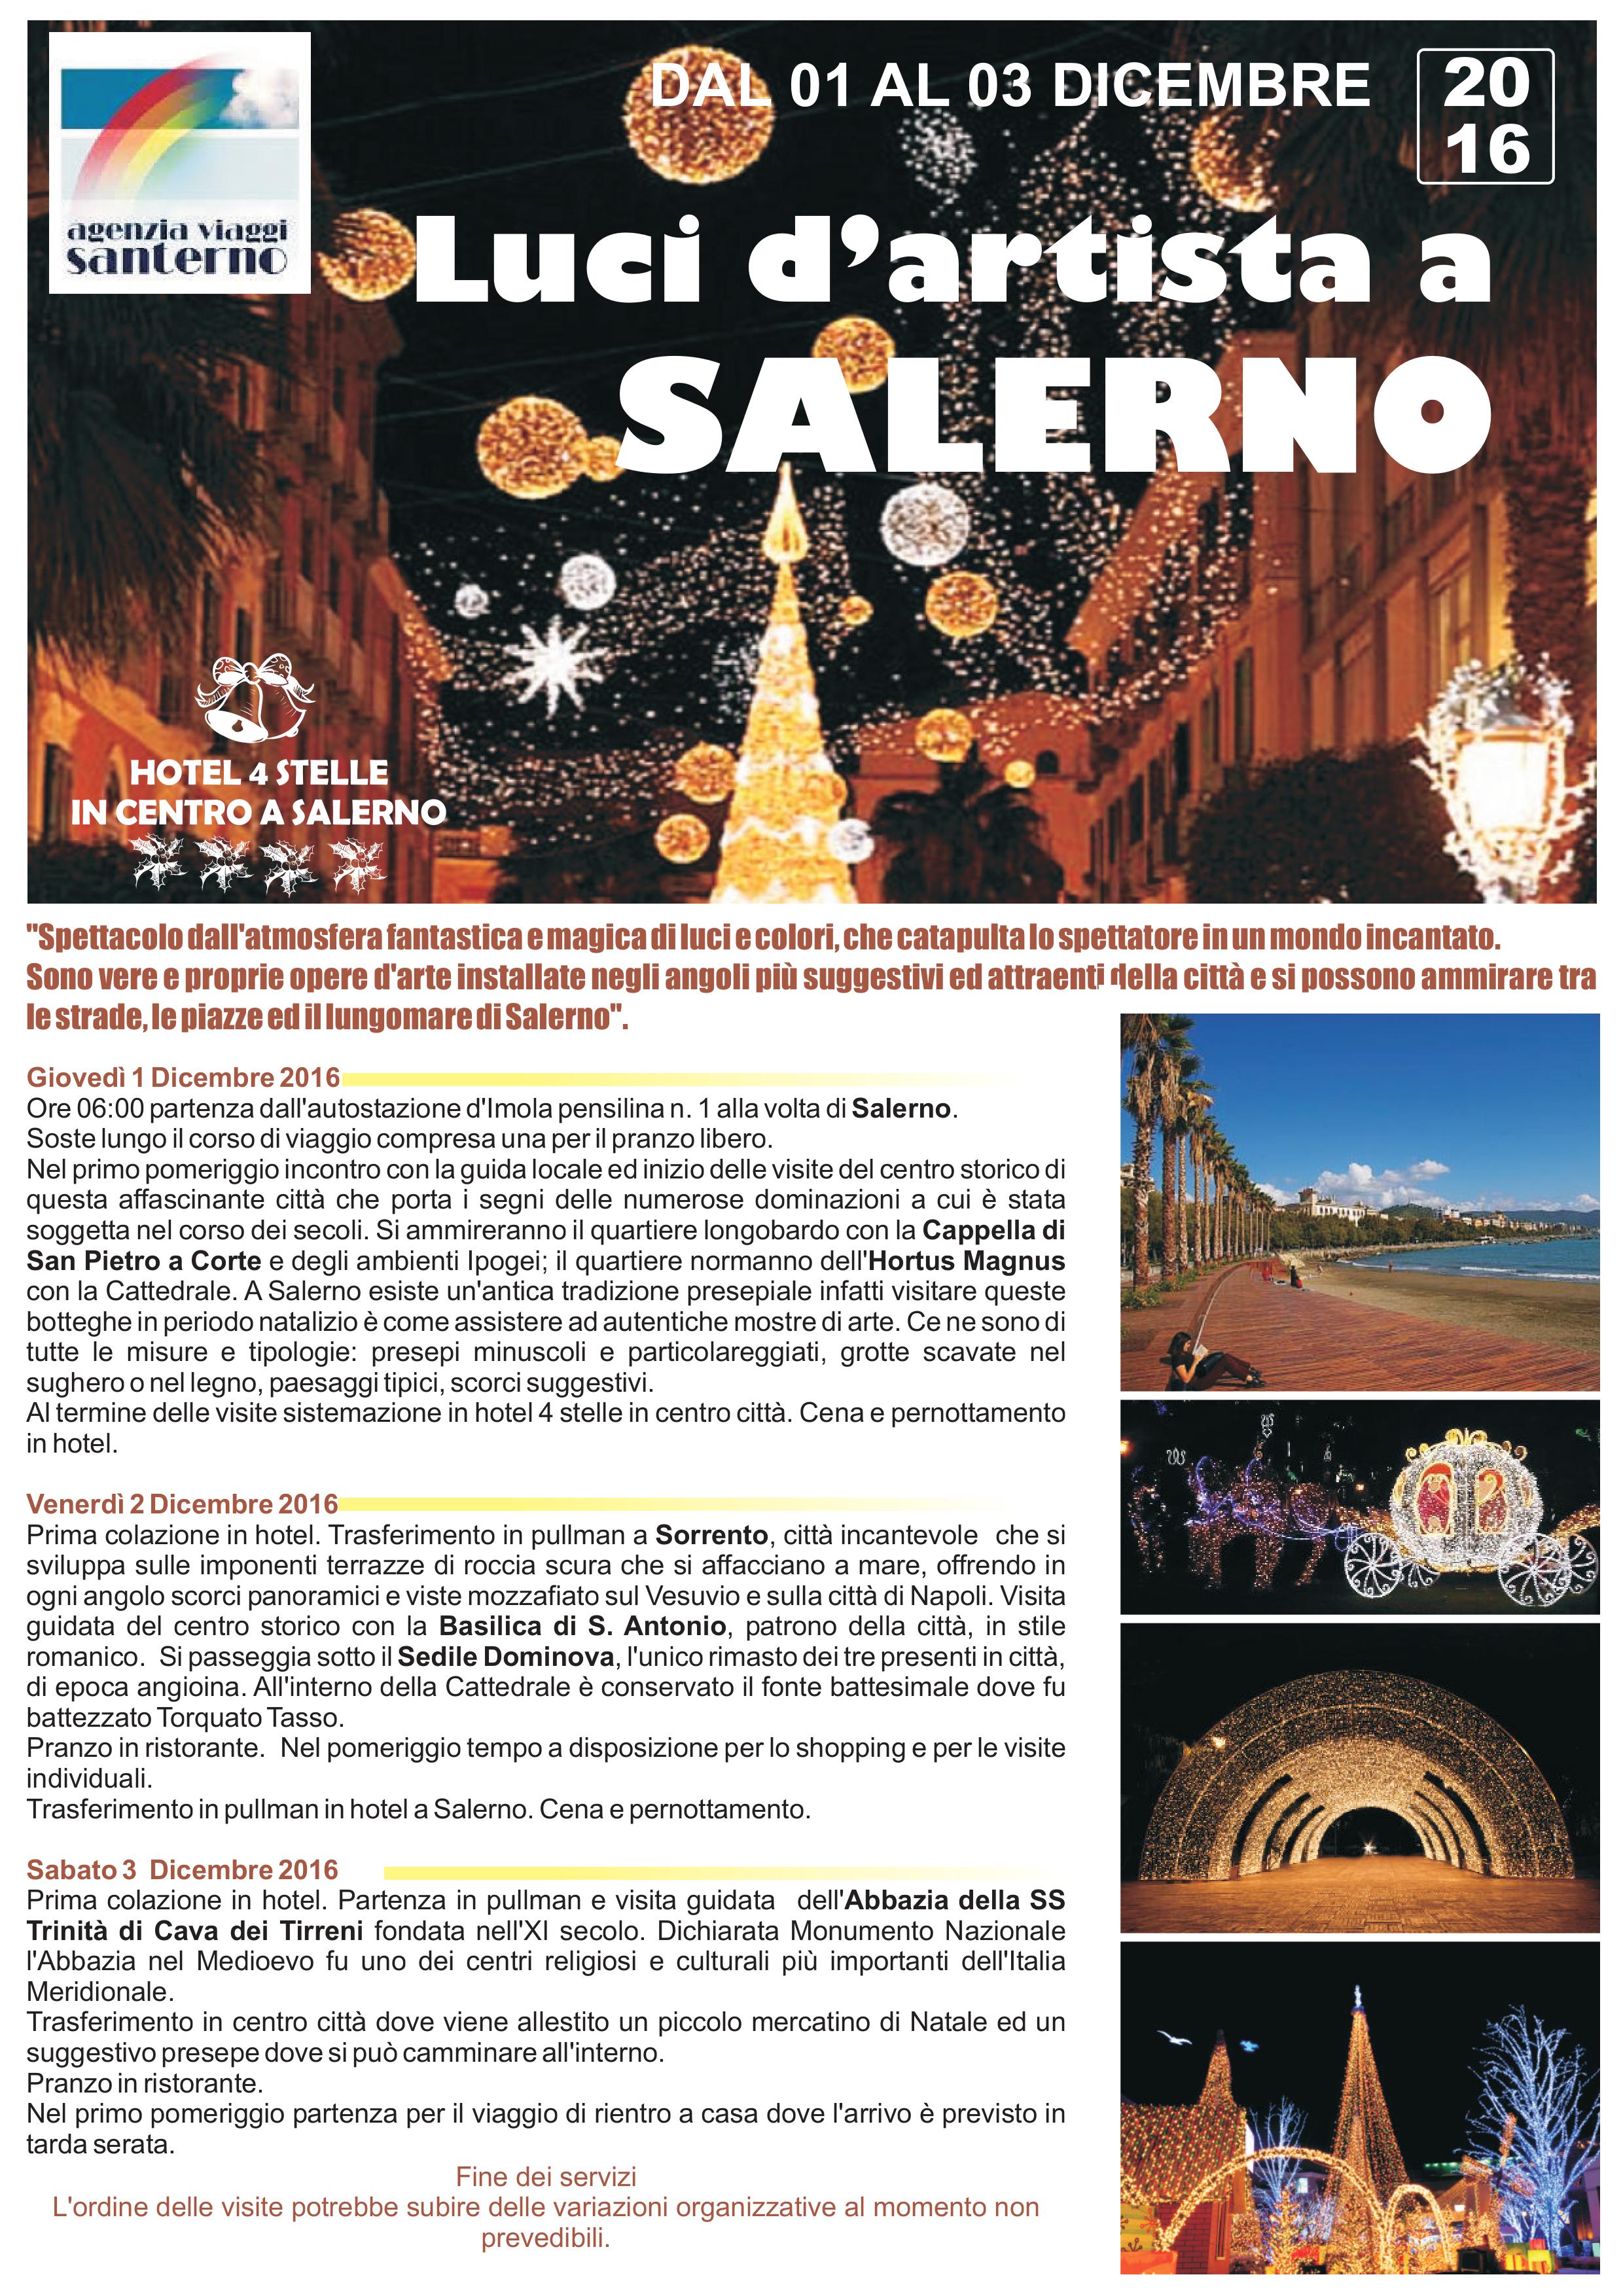 agenzia viaggi
santerno
DAL 01 AL 03 DICEMBRE
20
16
Luci d'artista a
SALERNO
HOTEL 4 STELLE
IN CENTRO A SALERNO
"Spettacolo dall'atmosfera fantastica e magica di luci e colori, che catapulta lo spettatore in un mondo incantato.
Sono vere e proprie opere d'arte installate negli angoli più suggestivi ed attraenti della città e si possono ammirare tra
le strade, le piazze ed il lungomare di Salerno".
Giovedì 1 Dicembre 2016
Ore 06:00 partenza dall'autostazione d'Imola pensilina n. 1 alla volta di Salerno.
Soste lungo il corso di viaggio compresa una per il pranzo libero.
Nel primo pomeriggio incontro con la guida locale ed inizio delle visite del centro storico di
questa affascinante città che porta i segni delle numerose dominazioni a cui è stata
soggetta nel corso dei secoli. Si ammireranno il quartiere longobardo con la Cappella di
San Pietro a Corte e degli ambienti Ipogei; il quartiere normanno dell'Hortus Magnus
con la Cattedrale. A Salerno esiste un'antica tradizione presepiale infatti visitare queste
botteghe in periodo natalizio è come assistere ad autentiche mostre di arte. Ce ne sono di
tutte le misure e tipologie: presepi minuscoli e particolareggiati, grotte scavate nel
sughero o nel legno, paesaggi tipici, scorci suggestivi.
Al termine delle visite sistemazione in hotel 4 stelle in centro città. Cena e pernottamento
in hotel.
Venerdì 2 Dicembre 2016
Prima colazione in hotel. Trasferimento in pullman a Sorrento, città incantevole che si
sviluppa sulle imponenti terrazze di roccia scura che si affacciano a mare, offrendo in
ogni angolo scorci panoramici e viste mozzafiato sul Vesuvio e sulla città di Napoli. Visita
guidata del centro storico con la Basilica di S. Antonio, patrono della città, in stile
romanico. Si passeggia sotto il Sedile Dominova, l'unico rimasto dei tre presenti in città,
di epoca angioina. All'interno della Cattedrale è conservato il fonte battesimale dove fu
battezzato Torquato Tasso.
Pranzo in ristorante. Nel pomeriggio tempo a disposizione per lo shopping e per le visite
individuali.
Trasferimento in pullman in hotel a Salerno. Cena e pernottamento.
Sabato 3 Dicembre 2016
Prima colazione in hotel. Partenza in pullman e visita guidata dell'Abbazia della SS
Trinità di Cava dei Tirreni fondata nell'XI secolo. Dichiarata Monumento Nazionale
l'Abbazia nel Medioevo fu uno dei centri religiosi e culturali più importanti dell'Italia
Meridionale.
Trasferimento in centro città dove viene allestito un piccolo mercatino di Natale ed un
suggestivo presepe dove si può camminare all'interno.
Pranzo in ristorante.
Nel primo pomeriggio partenza per il viaggio di rientro a casa dove l'arrivo è previsto in
tarda serata.
Fine dei servizi
L'ordine delle visite potrebbe subire delle variazioni organizzative al momento non
prevedibili.